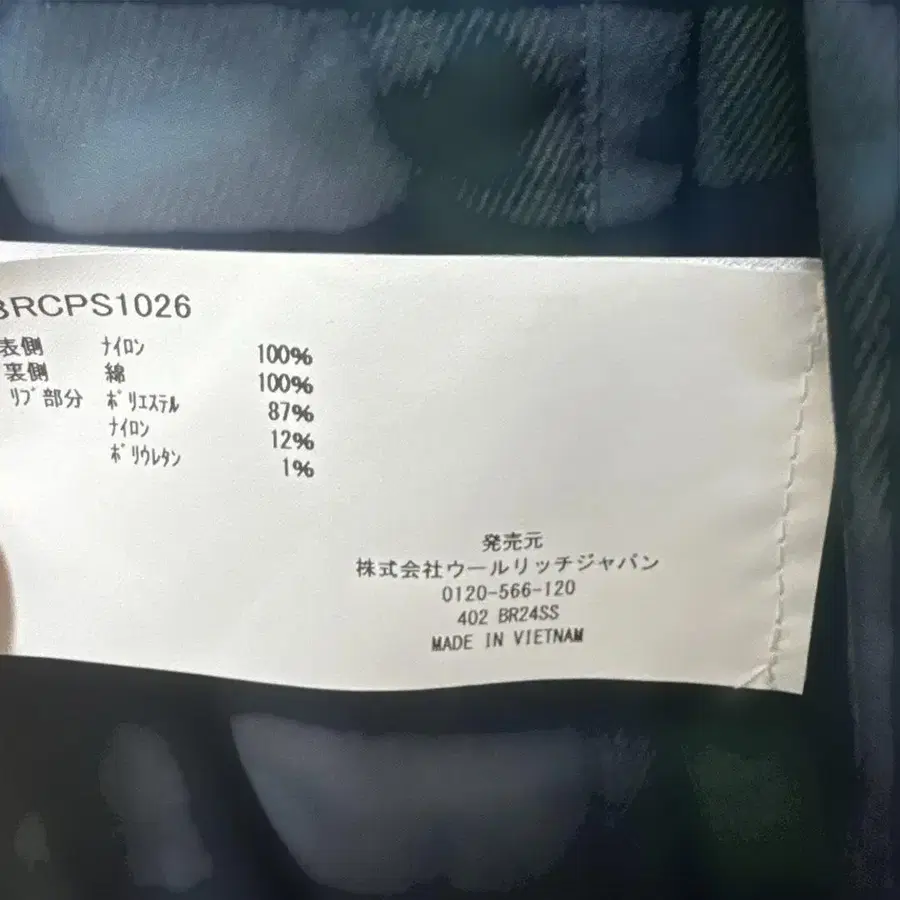 BRCPS1026
表側 ナイロン 100%
裏側 綿 100%
リブ部分 ポリエステル 87%
ナイロン 12%
ポリウレタン 1%
発売元
株式会社ウールリッチジャパン
0120-566-120
402 BR24SS
MADE IN VIETNAM